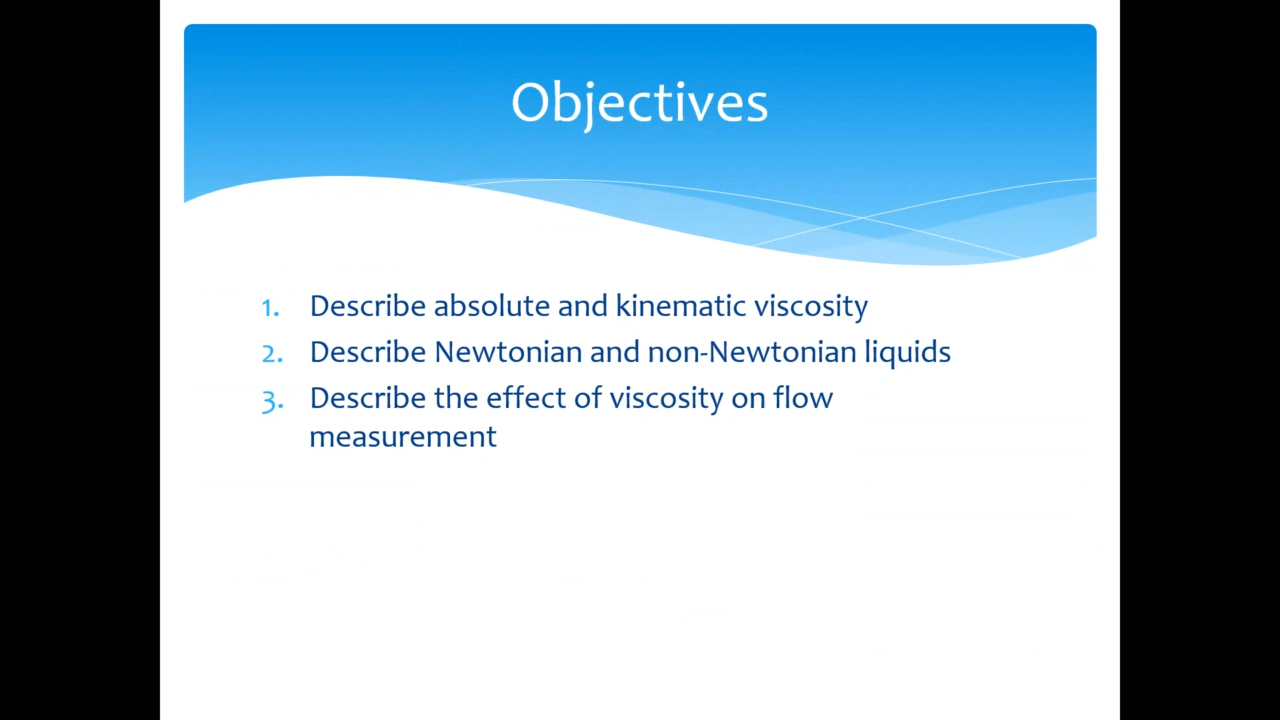 Objectives
1. Describe absolute and kinematic viscosity
2. Describe Newtonian and non-Newtonian liquids
3. Describe the effect of viscosity on flow
measurement